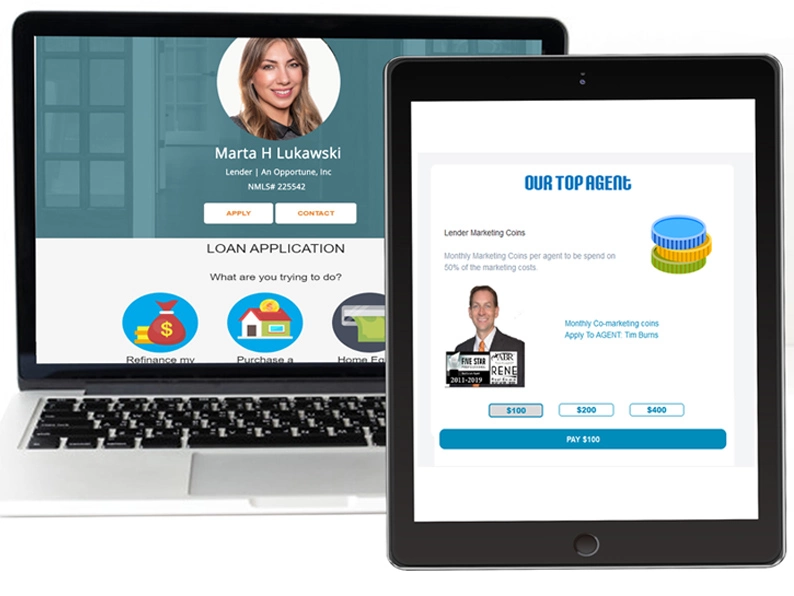 Marta H Lukawski
Lender | An Opportune, Inc
NMLS# 225542
APPLY
CONTACT
LOAN APPLICATION
What are you trying to do?
Refinance my
Purchase a
Home Eq
OUR TOP AGENT
Lender Marketing Coins
Monthly Marketing Coins per agent to be spend on
50% of the marketing costs.
Monthly Co-marketing coins
Apply To AGENT: Tim Burns
FIVE STAR
2011-2019
RENE
$100
$200
$400
PAY $100